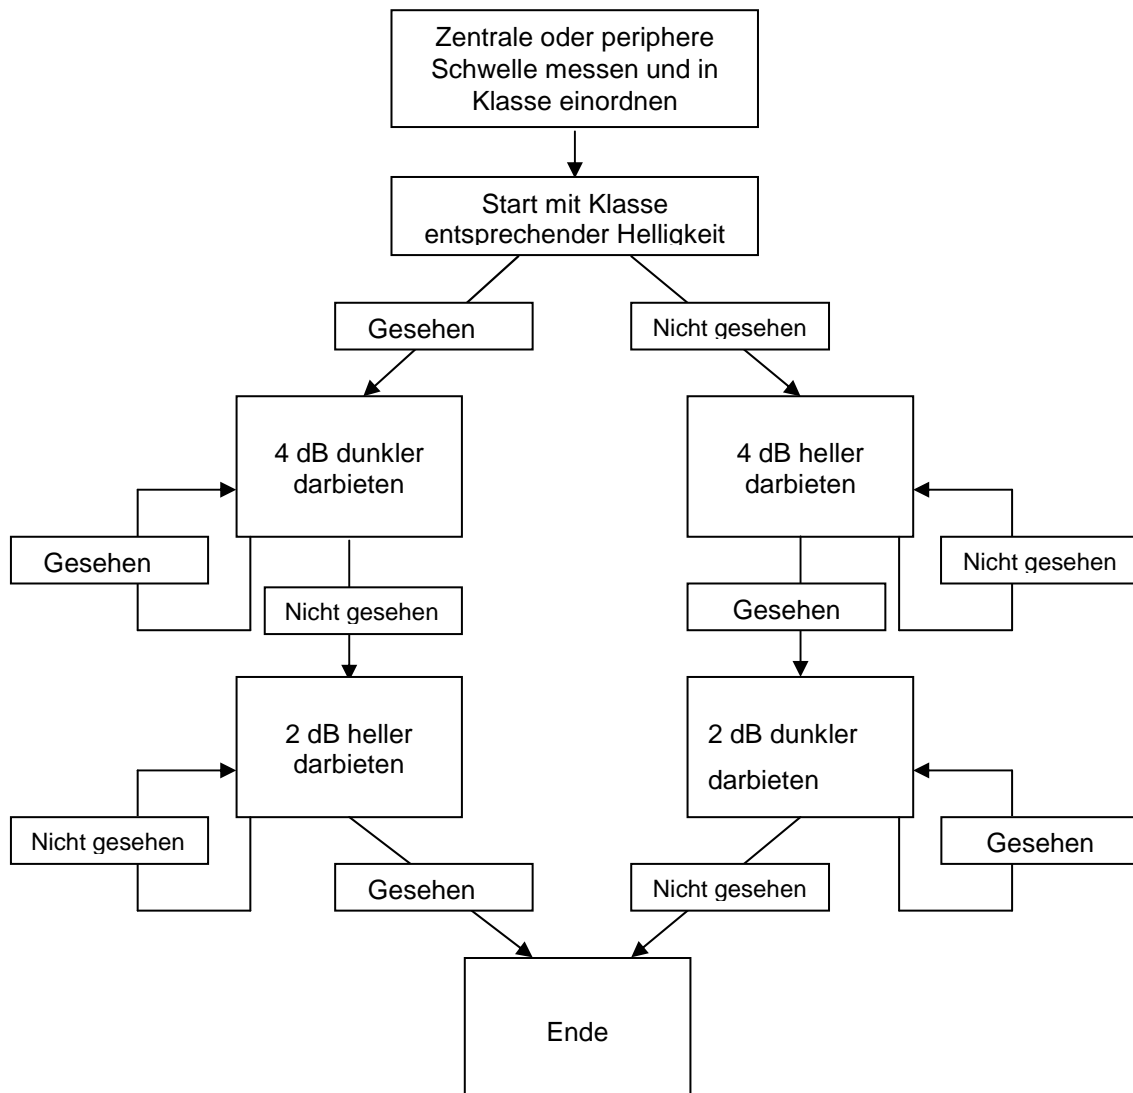 Zentrale oder periphere
Schwelle messen und in
Klasse einordnen
Start mit Klasse
entsprechender Helligkeit
Gesehen
Nicht gesehen
4 dB dunkler
darbieten
4 dB heller
darbieten
Gesehen
Nicht gesehen
Nicht gesehen
Gesehen
2 dB heller
darbieten
2 dB dunkler
darbieten
Nicht gesehen
Gesehen
Gesehen
Nicht gesehen
Ende